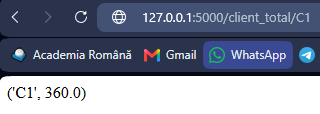 127.0.0.1:5000/client_total/C1
Academia Română Gmail WhatsApp
('C1', 360.0)